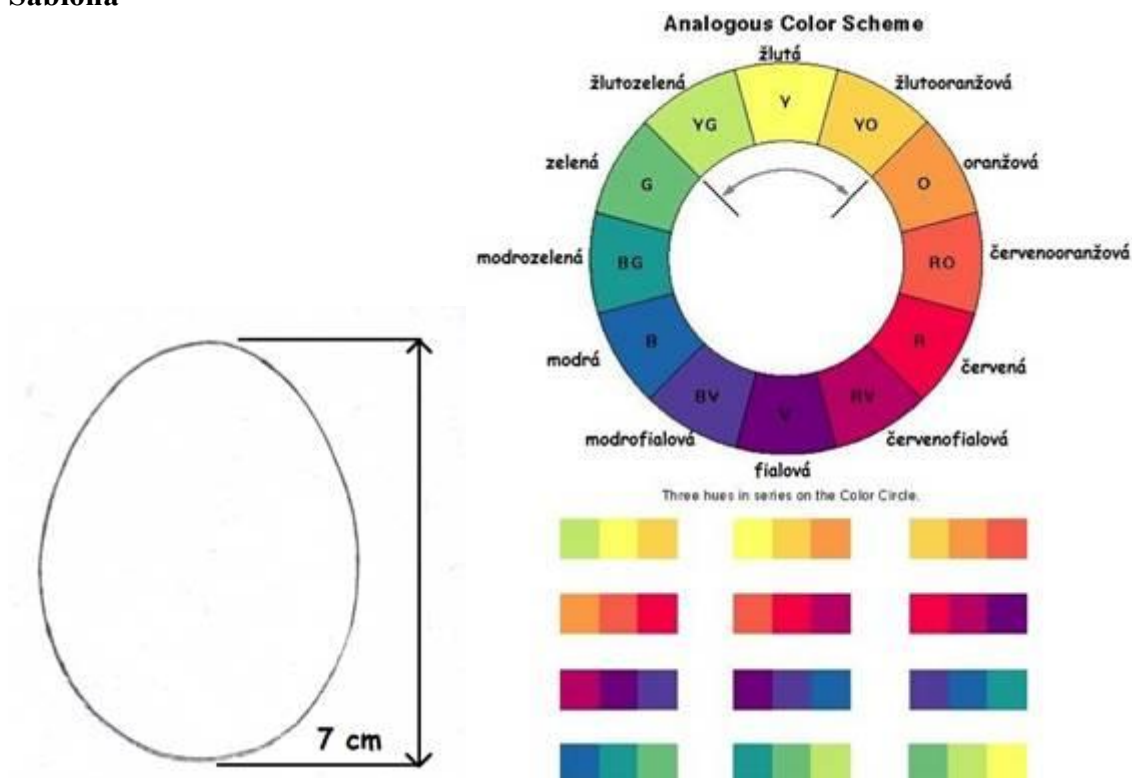 Analogous Color Scheme
žlutá
žlutozelená
žlutooranžová
Y
YG
YO
zelená
oranžová
G
O
modrozelená
červenooranžová
BG
RO
modrá
červená
B
R
BV
V
RV
modrofialová
červenofialová
fialová
Three hues in series on the Color Circle.
7 cm